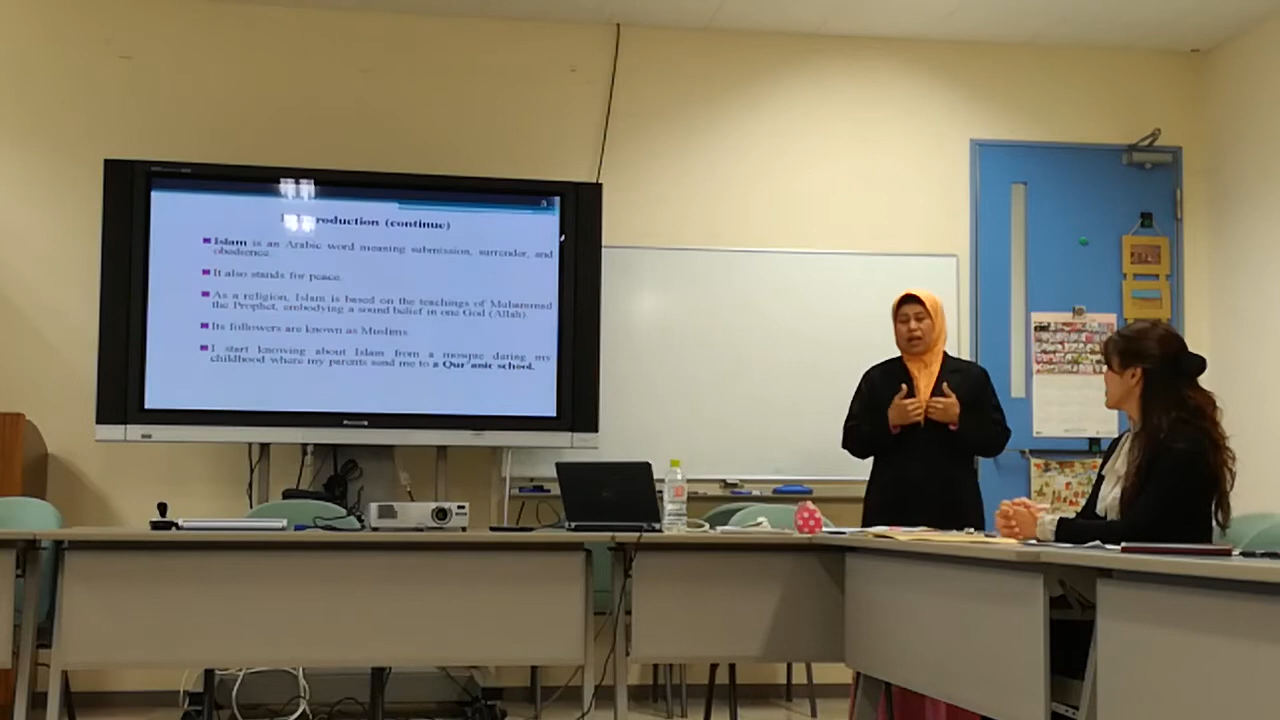 Introduction (continue)
Islam is an Arabic word meaning submission, surrender, and
obedience.
It also stands for peace.
As a religion, Islam is based on the teachings of Muhammad
the Prophet, embodying a sound belief in one God (Allah).
Its followers are known as Muslims.
I start knowing about Islam from a mosque during my
childhood where my parents send me to a Qur'anic school.
Panasonic